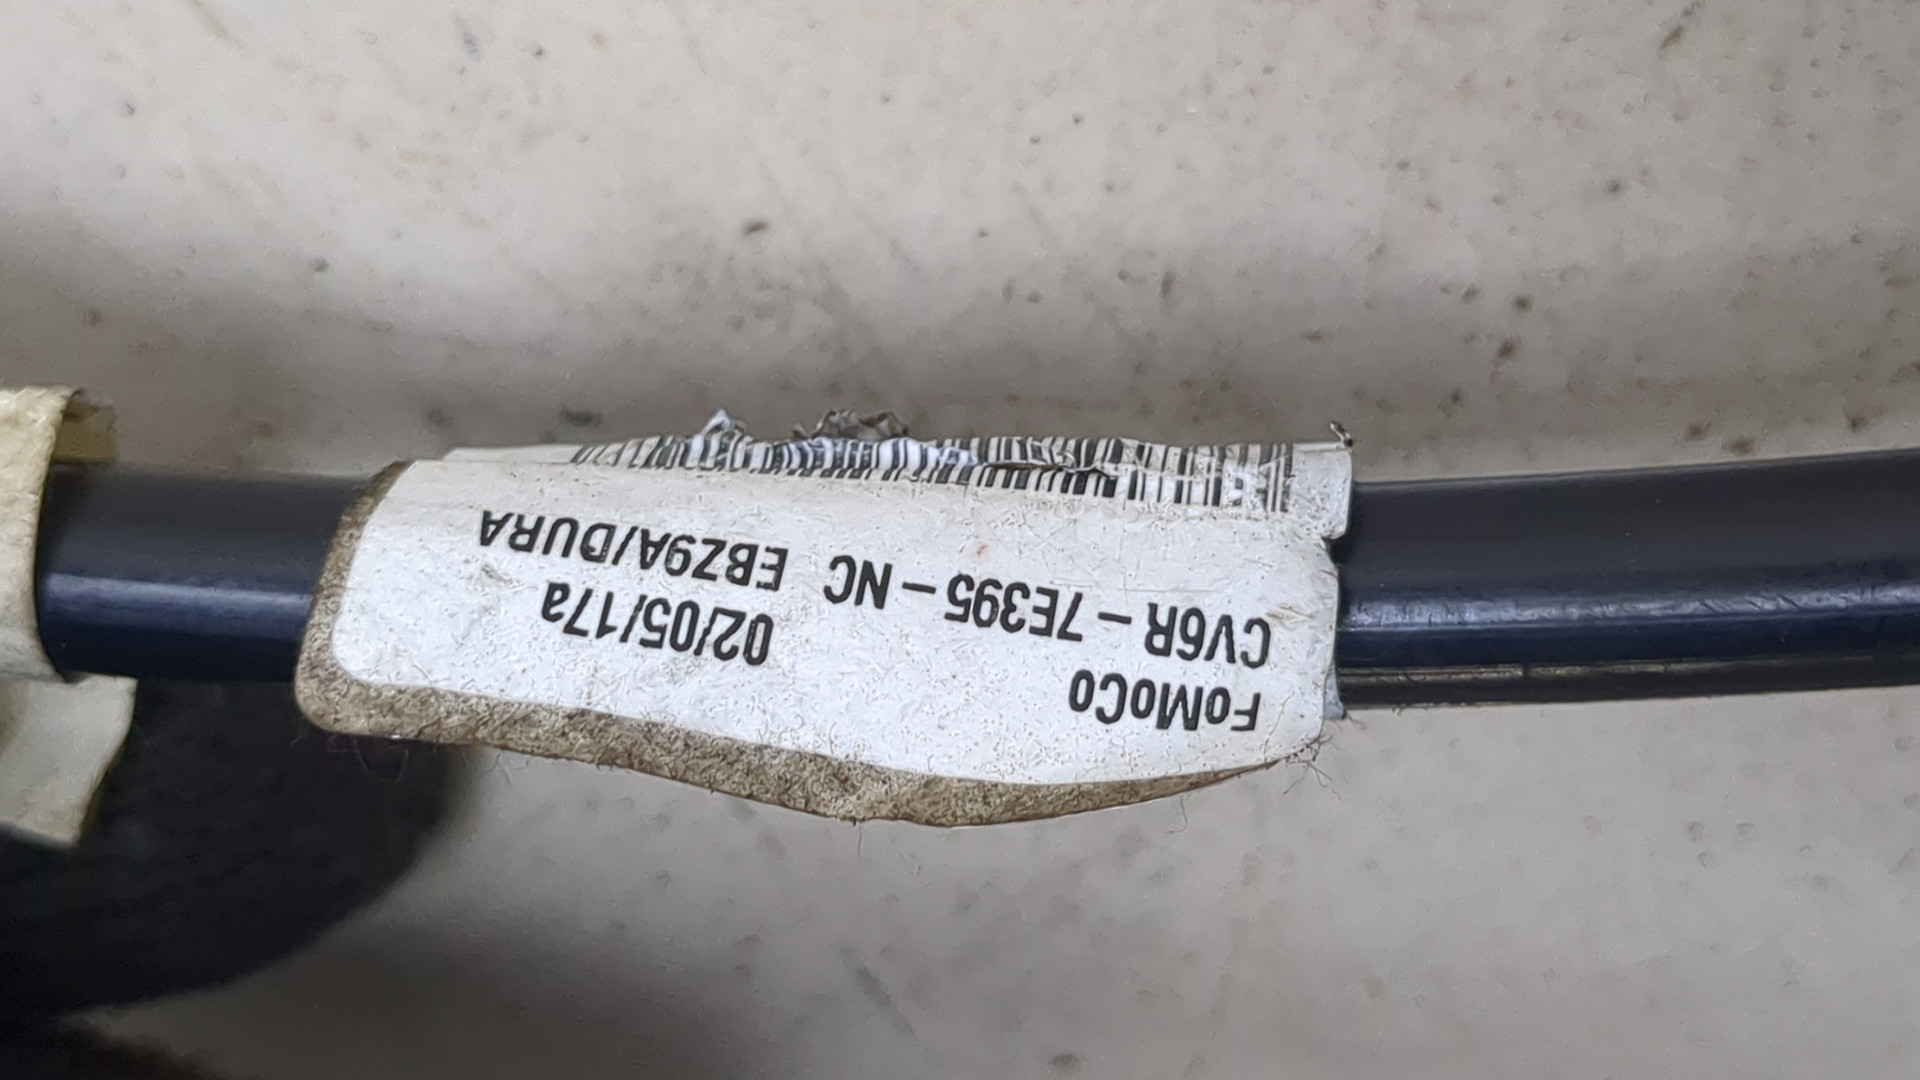 FoMoCo
CV6R - 7E395 - NC EBZ9A/DURA
02/05/17a